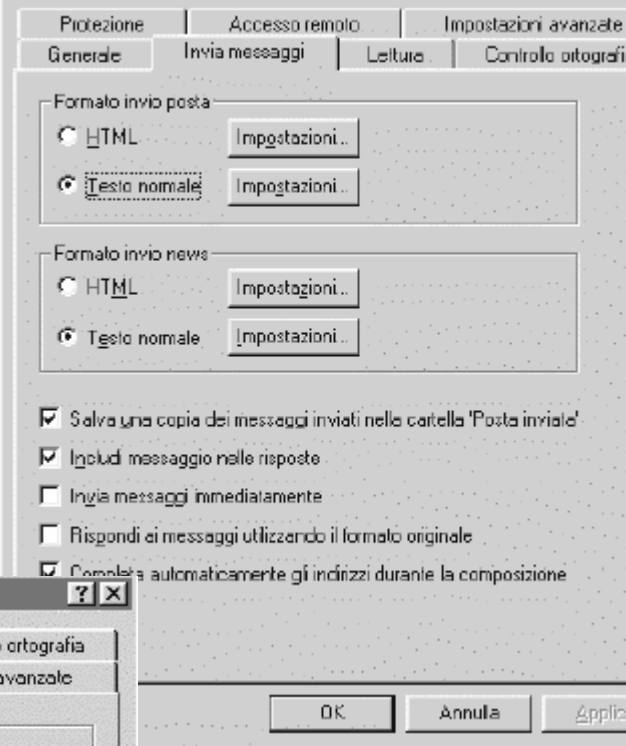 Protezione Accesso remoto Impostazioni avanzate
Generale Invia messaggi Lettura Controllo ortografi
Formato invio posta
HTML Impostazioni...
Testo normale Impostazioni...
Formato invio news
HTML Impostazioni...
Testo normale Impostazioni...
Salva una copia dei messaggi inviati nella cartella 'Posta inviata'
Includi messaggio nelle risposte
Invia messaggi immediatamente
Rispondi ai messaggi utilizzando il formato originale
Completa automaticamente gli indirizzi durante la composizione
ortografia
avanzate
OK Annulla Applic